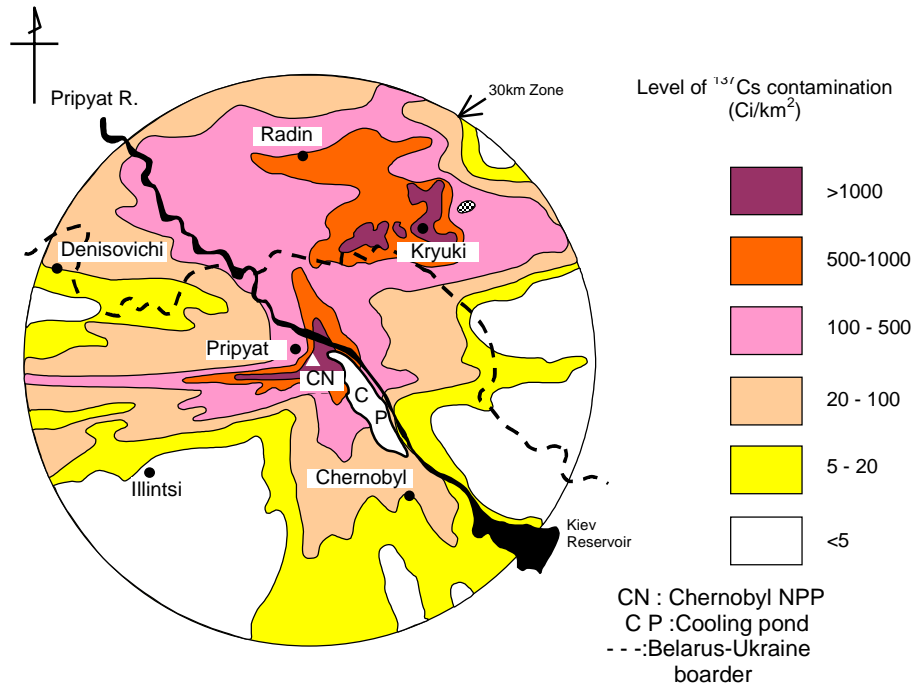 Pripyat R.
30km Zone
Radin
Denisovichi
Kryuki
Pripyat
CN
C
P
Illintsi
Chernobyl
Kiev
Reservoir
Level of ¹³⁷Cs contamination
(Ci/km²)
>1000
500-1000
100 - 500
20 - 100
5 - 20
<5
CN : Chernobyl NPP
C P :Cooling pond
- - -:Belarus-Ukraine
boarder